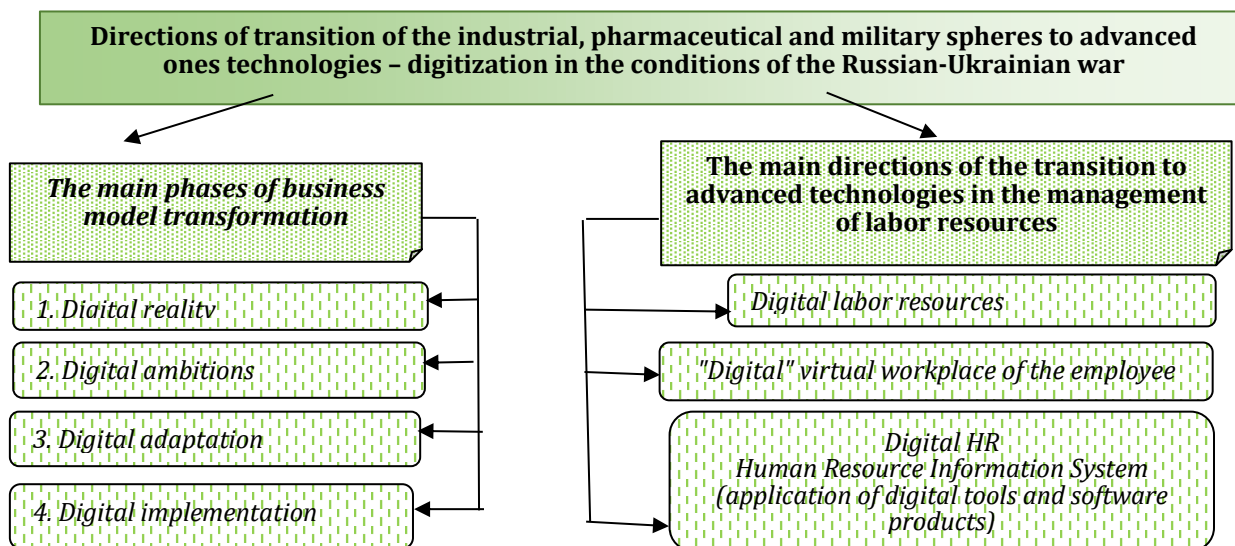 Directions of transition of the industrial, pharmaceutical and military spheres to advanced
ones technologies – digitization in the conditions of the Russian-Ukrainian war
The main phases of business
model transformation
1. Digital reality
2. Digital ambitions
3. Digital adaptation
4. Digital implementation
The main directions of the transition to
advanced technologies in the management
of labor resources
Digital labor resources
"Digital" virtual workplace of the employee
Digital HR
Human Resource Information System
(application of digital tools and software
products)